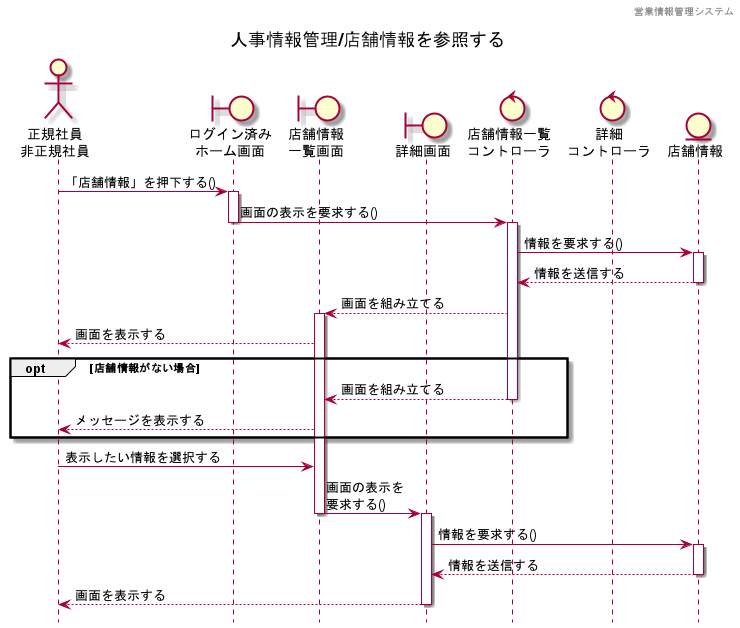 営業情報管理システム
人事情報管理/店舗情報を参照する
正規社員
非正規社員
ログイン済み
ホーム画面
店舗情報
一覧画面
詳細画面
店舗情報一覧
コントローラ
詳細
コントローラ
店舗情報
「店舗情報」を押下する()
画面の表示を要求する()
情報を要求する()
情報を送信する
画面を組み立てる
画面を表示する
opt [店舗情報がない場合]
画面を組み立てる
メッセージを表示する
表示したい情報を選択する
画面の表示を
要求する()
情報を要求する()
情報を送信する
画面を表示する